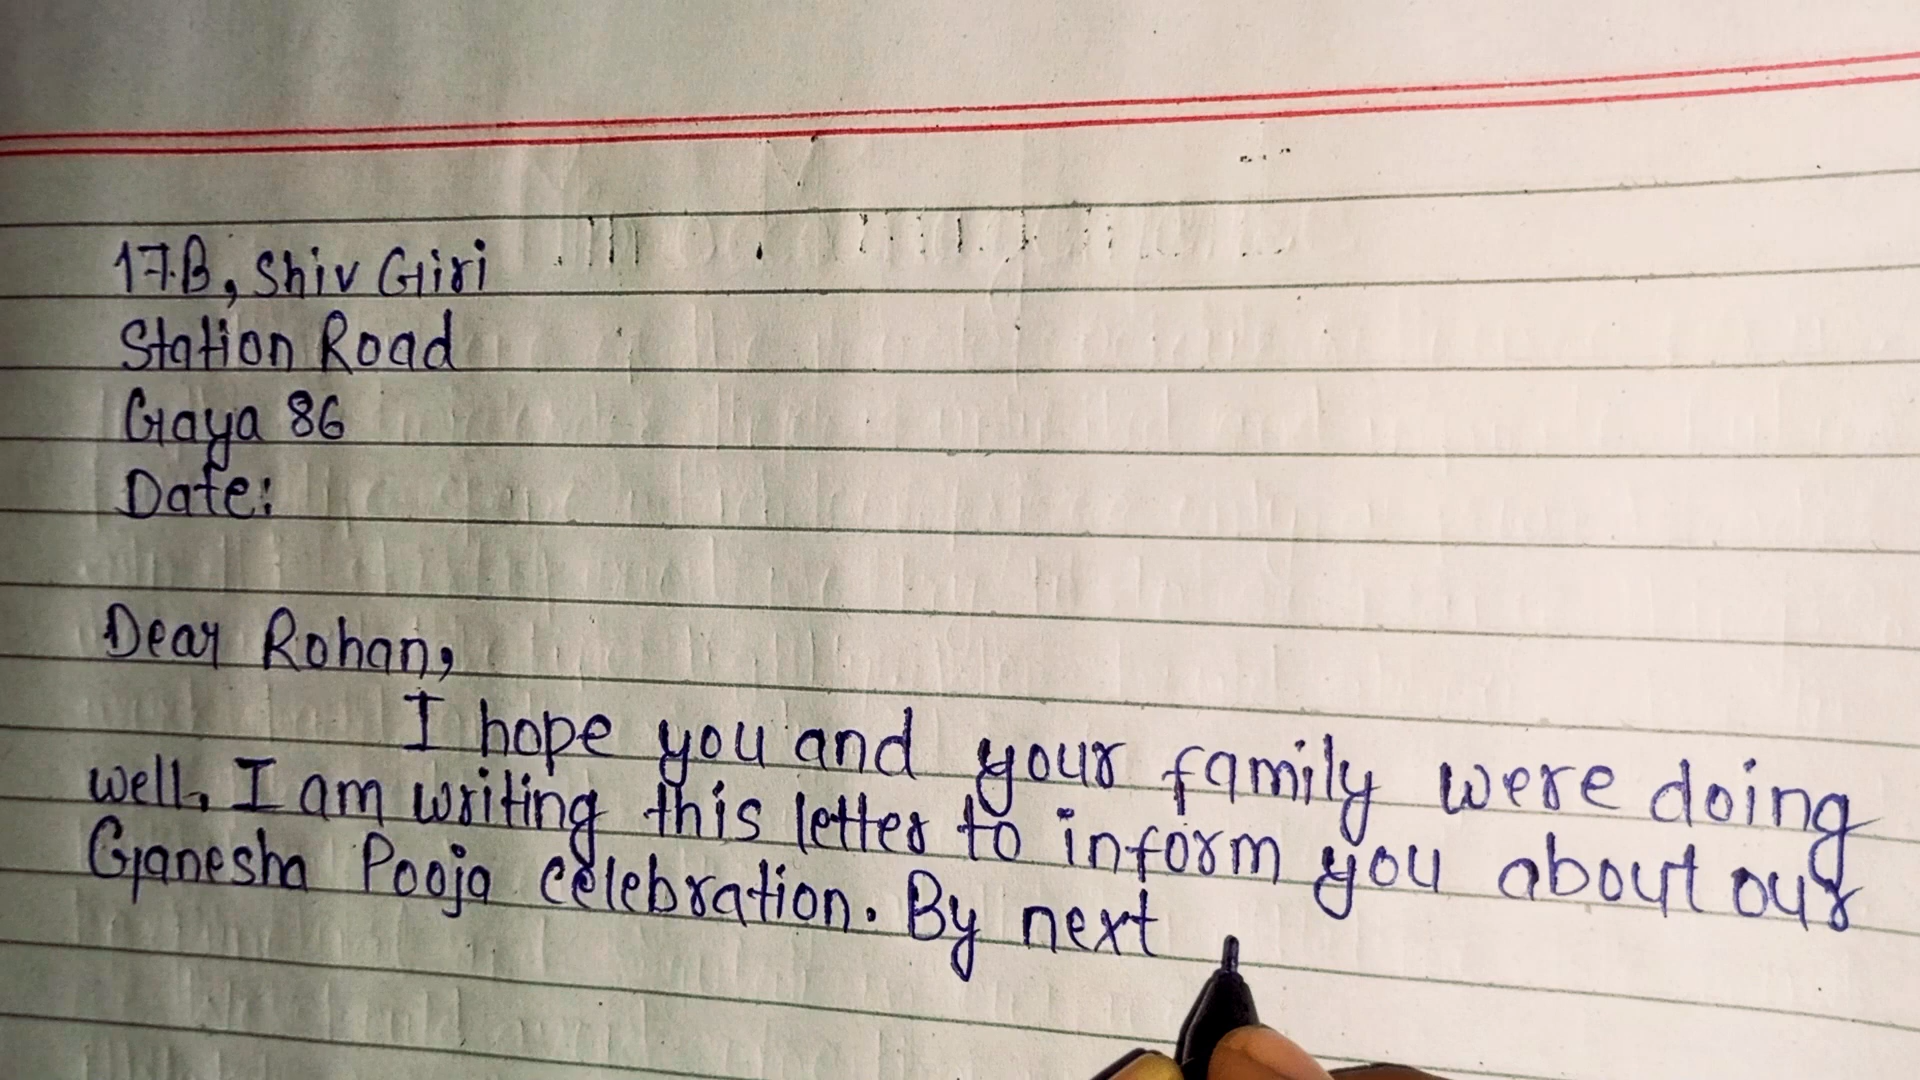 17.B, Shiv Giri
Station Road
Gaya 86
Date:
Dear Rohan,
I hope you and your family were doing
well. I am writing this letter to inform you about our
Ganesha Pooja celebration. By next